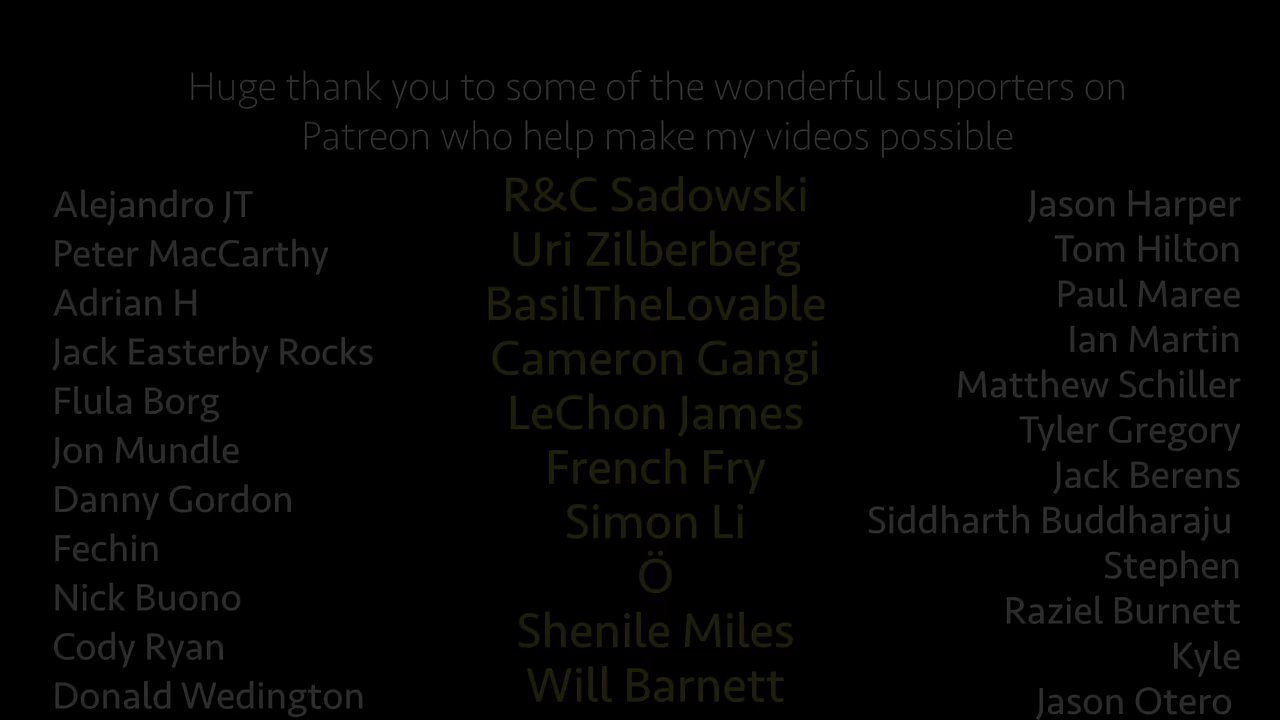 Huge thank you to some of the wonderful supporters on
Patreon who help make my videos possible
Alejandro JT
Peter MacCarthy
Adrian H
Jack Easterby Rocks
Flula Borg
Jon Mundle
Danny Gordon
Fechin
Nick Buono
Cody Ryan
Donald Wedington
R&C Sadowski
Uri Zilberberg
BasilTheLovable
Cameron Gangi
LeChon James
French Fry
Simon Li
Ö
Shenile Miles
Will Barnett
Jason Harper
Tom Hilton
Paul Maree
Ian Martin
Matthew Schiller
Tyler Gregory
Jack Berens
Siddharth Buddharaju
Stephen
Raziel Burnett
Kyle
Jason Otero